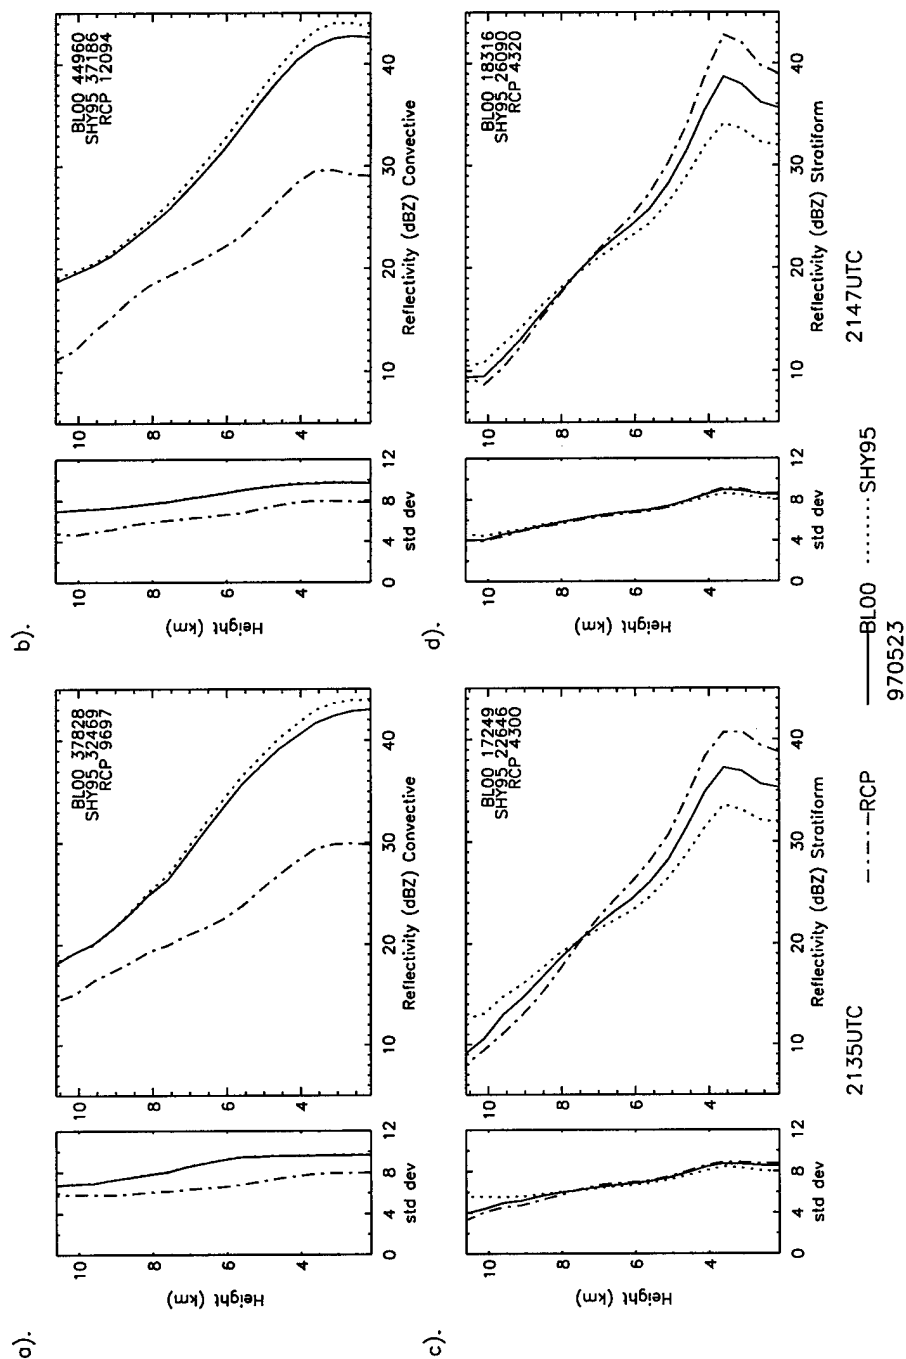 a).
Height (km)
10
8
6
4
0
4
8
12
std dev
BL00 37828
SHY95 32469
RCP 9697
10
20
30
40
Reflectivity (dBZ) Convective
b).
Height (km)
10
8
6
4
0
4
8
12
std dev
BL00 44960
SHY95 37186
RCP 12094
10
20
30
40
Reflectivity (dBZ) Convective
c).
Height (km)
10
8
6
4
0
4
8
12
std dev
BL00 17249
SHY95 22646
RCP 4300
10
20
30
40
Reflectivity (dBZ) Stratiform
d).
Height (km)
10
8
6
4
0
4
8
12
std dev
BL00 18316
SHY95 26090
RCP 4320
10
20
30
40
Reflectivity (dBZ) Stratiform
2135UTC
2147UTC
RCP
BL00
SHY95
970523